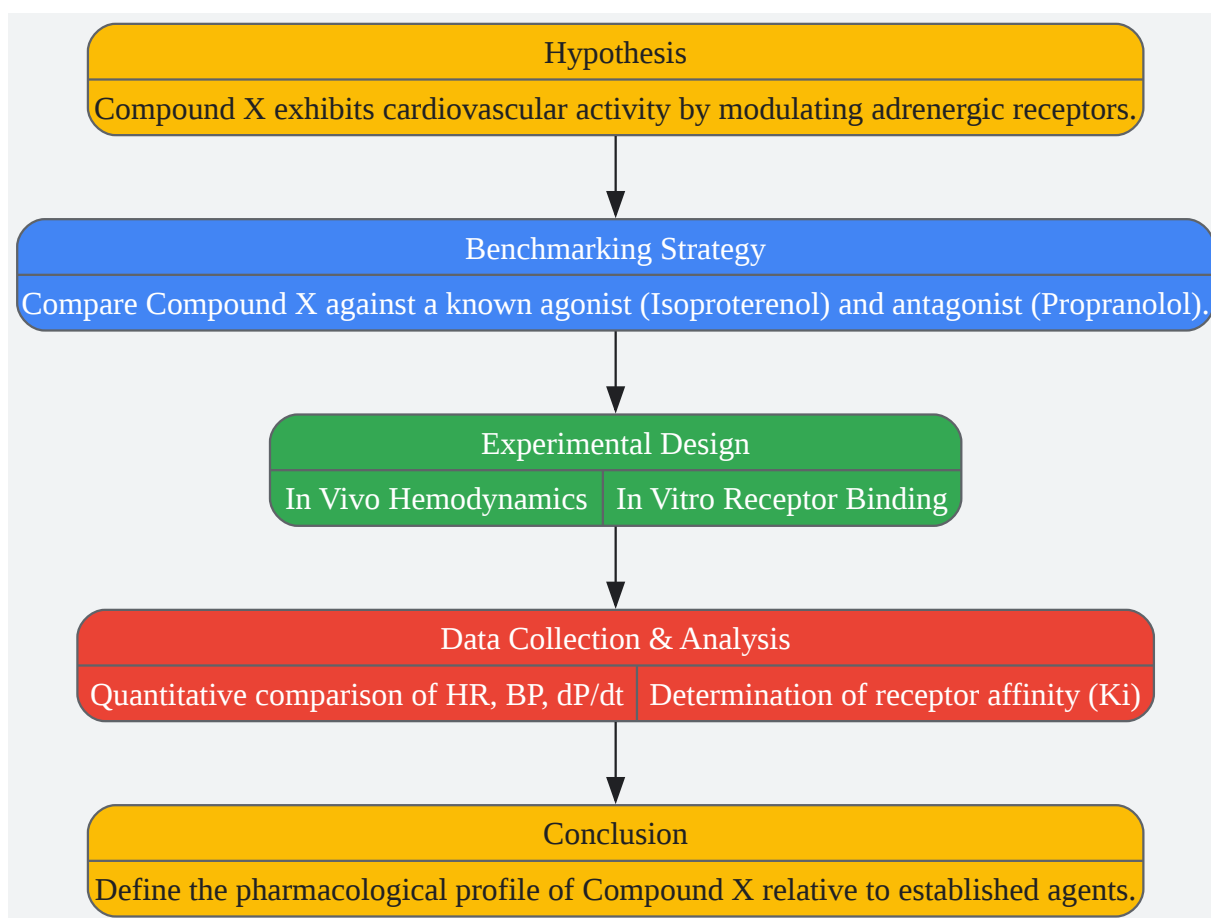 Hypothesis
Compound X exhibits cardiovascular activity by modulating adrenergic receptors.
Benchmarking Strategy
Compare Compound X against a known agonist (Isoproterenol) and antagonist (Propranolol).
Experimental Design
In Vivo Hemodynamics
In Vitro Receptor Binding
Data Collection & Analysis
Quantitative comparison of HR, BP, dP/dt
Determination of receptor affinity (Ki)
Conclusion
Define the pharmacological profile of Compound X relative to established agents.